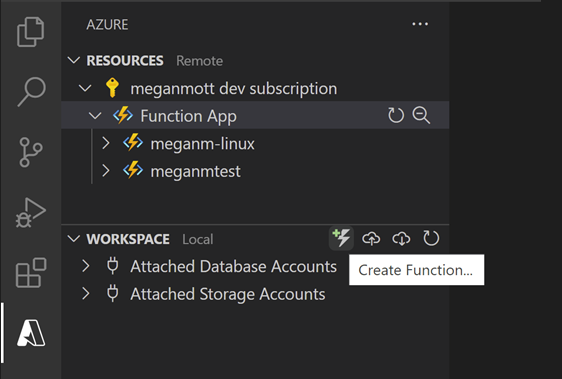 AZURE
RESOURCES Remote
meganmott dev subscription
Function App
meganm-linux
meganmtest
WORKSPACE Local
Attached Database Accounts
Create Function...
Attached Storage Accounts